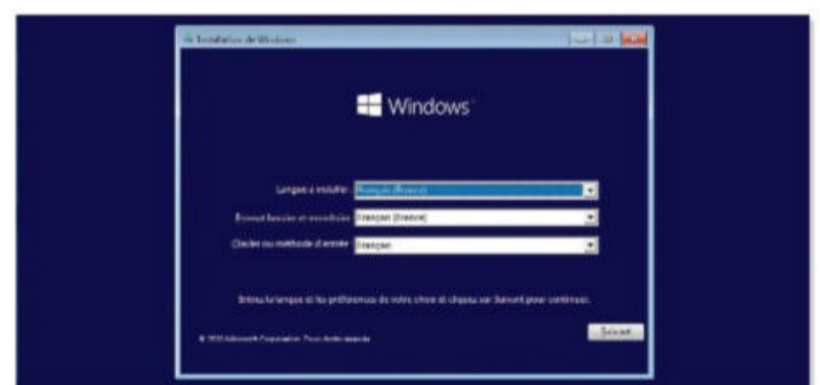 Installation de Windows
Windows
Langue à installer : Français (France)
Format horaire et monétaire : Français (France)
Clavier ou méthode d'entrée : Français
Entrez la langue et les préférences de votre choix et cliquez sur Suivant pour continuer.
Microsoft Corporation. Tous droits réservés.
Suivant